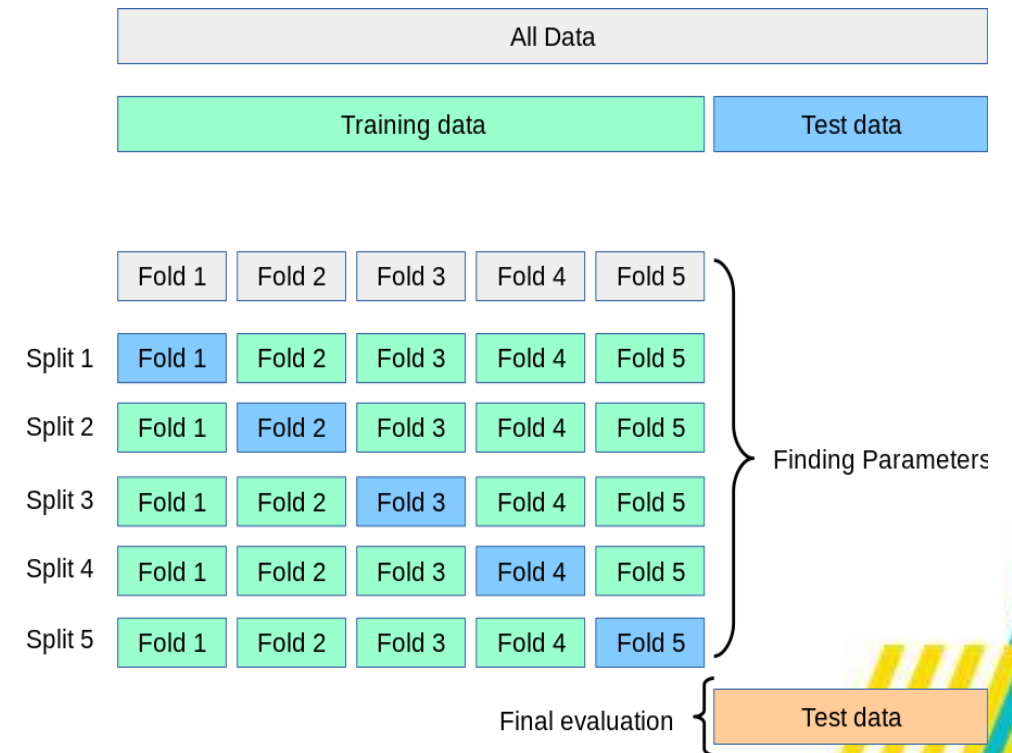 All Data
Training data Test data
Fold 1 Fold 2 Fold 3 Fold 4 Fold 5
Split 1 Fold 1 Fold 2 Fold 3 Fold 4 Fold 5
Split 2 Fold 1 Fold 2 Fold 3 Fold 4 Fold 5
Finding Parameters
Split 3 Fold 1 Fold 2 Fold 3 Fold 4 Fold 5
Split 4 Fold 1 Fold 2 Fold 3 Fold 4 Fold 5
Split 5 Fold 1 Fold 2 Fold 3 Fold 4 Fold 5
Final evaluation Test data